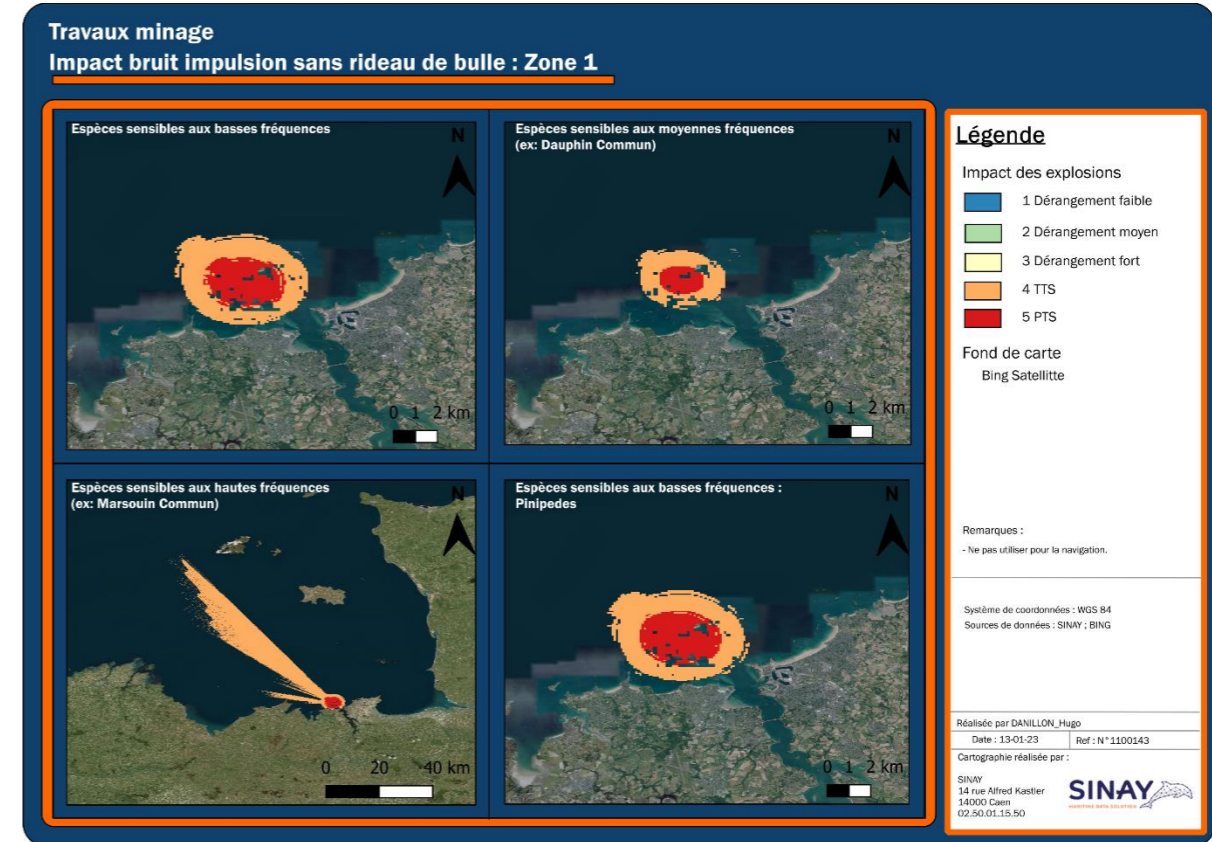 Travaux minage
Impact bruit impulsion sans rideau de bulle : Zone 1
Espèces sensibles aux basses fréquences
N
0 1 2 km
Espèces sensibles aux moyennes fréquences
(ex: Dauphin Commun)
N
0 1 2 km
Espèces sensibles aux hautes fréquences
(ex: Marsouin Commun)
N
0 20 40 km
Espèces sensibles aux basses fréquences :
Pinipedes
N
0 1 2 km
Légende
Impact des explosions
1 Dérangement faible
2 Dérangement moyen
3 Dérangement fort
4 TTS
5 PTS
Fond de carte
Bing Satellitte
Remarques :
- Ne pas utiliser pour la navigation.
Système de coordonnées : WGS 84
Sources de données : SINAY ; BING
Réalisée par DANILLON_Hugo
Date : 13-01-23 Ref : N°1100143
Cartographie réalisée par :
SINAY
14 rue Alfred Kastler
14000 Caen
02.50.01.15.50
SINAY
MARITIME DATA SOLUTION